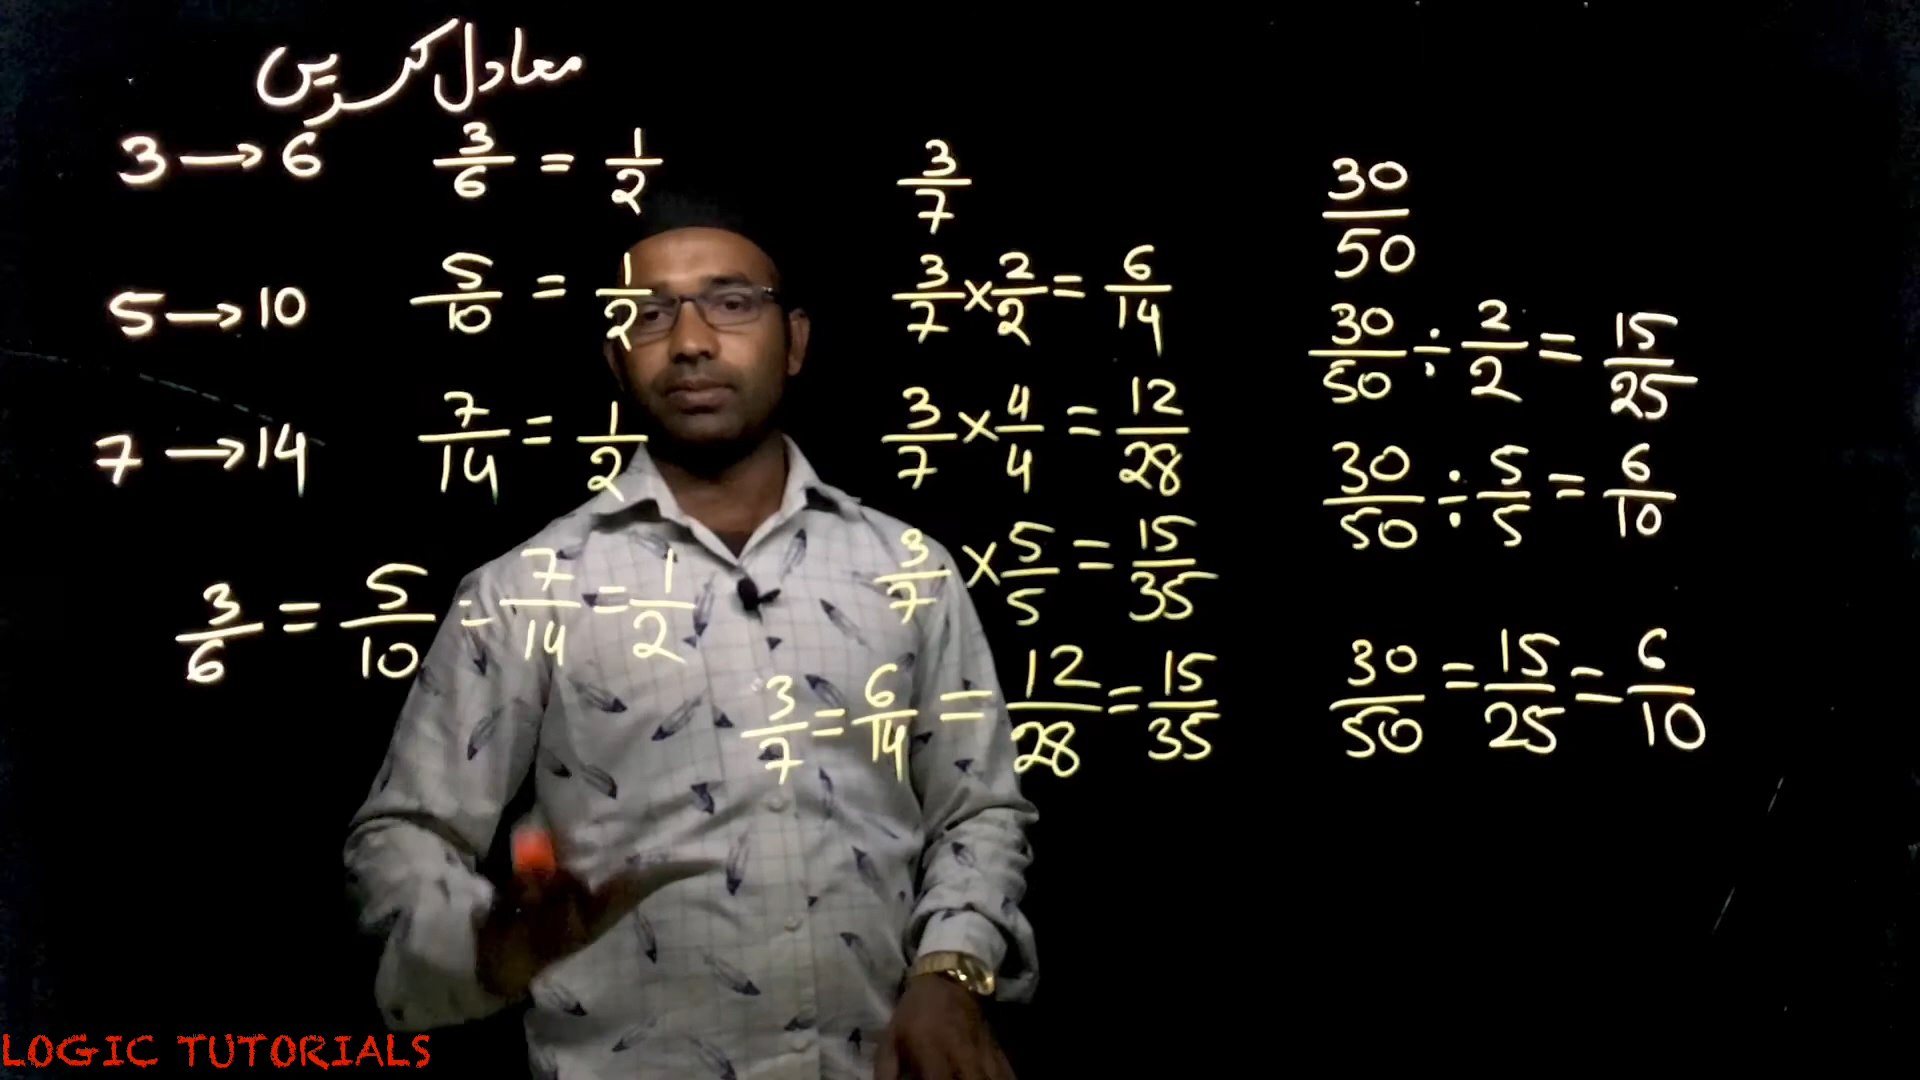 معادل کسریں
3 → 6
3/6 = 1/2
5 → 10
5/10 = 1/2
7 → 14
7/14 = 1/2
3/6 = 5/10 = 7/14 = 1/2
3/7
3/7 × 2/2 = 6/14
3/7 × 4/4 = 12/28
3/7 × 5/5 = 15/35
3/7 = 6/14 = 12/28 = 15/35
30/50
30/50 ÷ 2/2 = 15/25
30/50 ÷ 5/5 = 6/10
30/50 = 15/25 = 6/10
LOGIC TUTORIALS